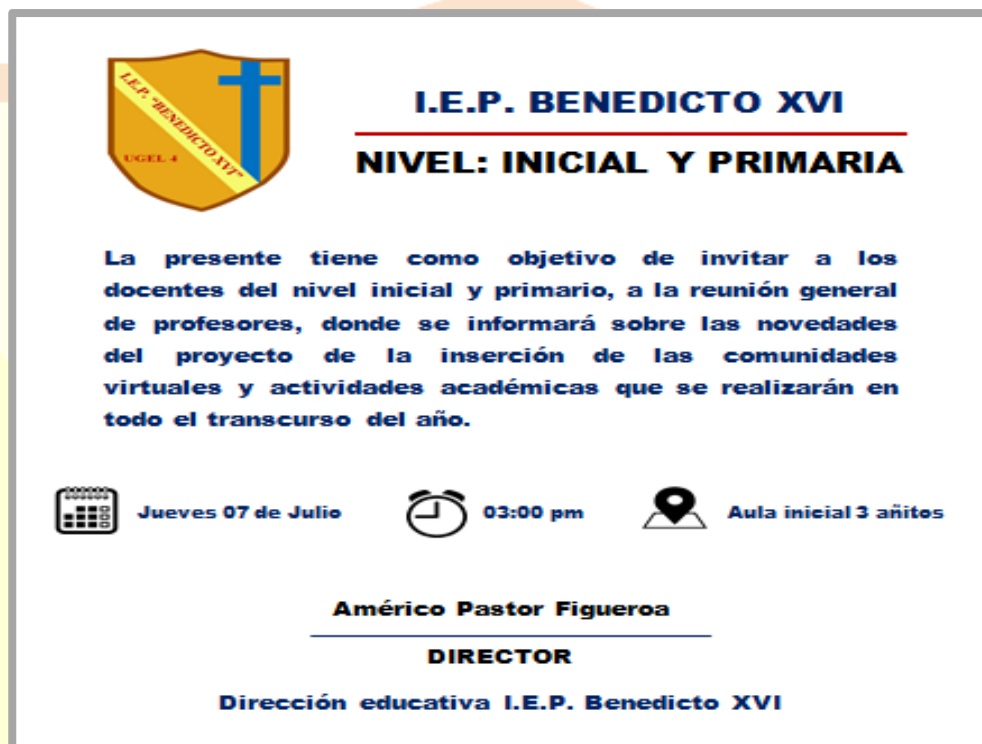 I.E.P. "BENEDICTO XVI"
UGEL 4
I.E.P. BENEDICTO XVI
NIVEL: INICIAL Y PRIMARIA
La presente tiene como objetivo de invitar a los
docentes del nivel inicial y primario, a la reunión general
de profesores, donde se informará sobre las novedades
del proyecto de la inserción de las comunidades
virtuales y actividades académicas que se realizarán en
todo el transcurso del año.
Jueves 07 de Julio
03:00 pm
Aula inicial 3 añitos
Américo Pastor Figueroa
DIRECTOR
Dirección educativa I.E.P. Benedicto XVI